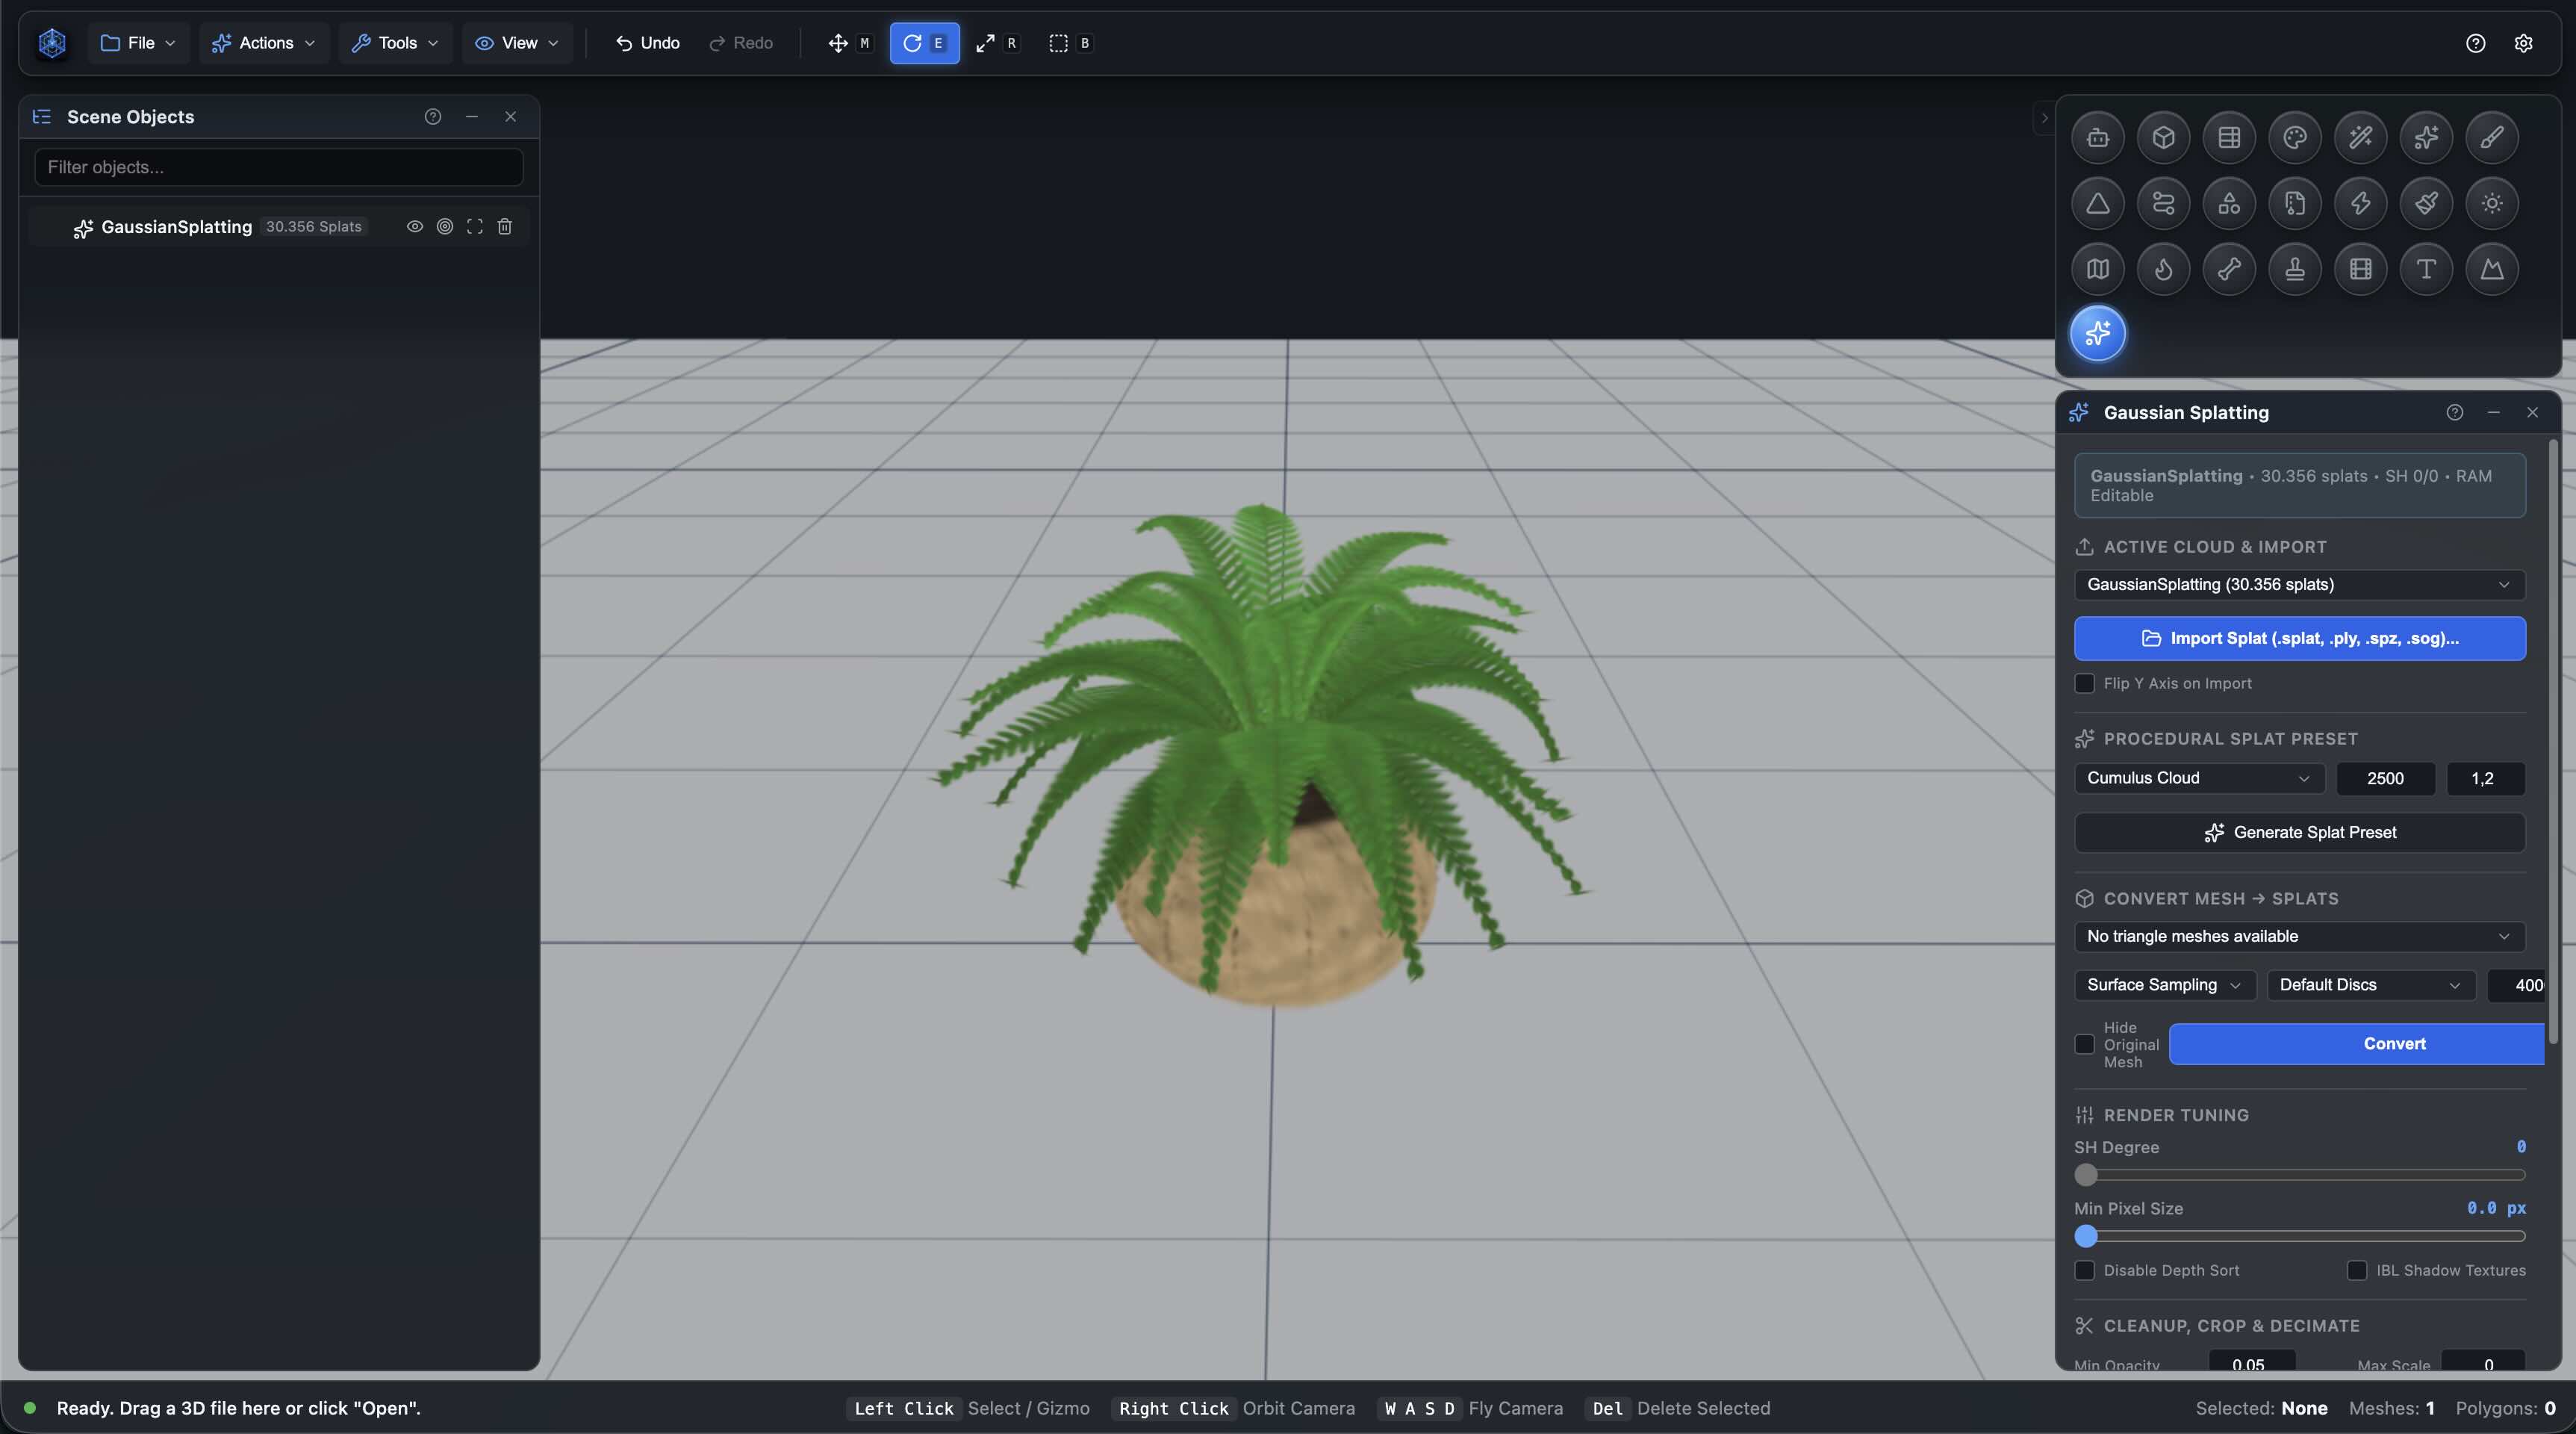 File
Actions
Tools
View
Undo
Redo
M
E
R
B
Scene Objects
Filter objects...
GaussianSplatting 30.356 Splats
Gaussian Splatting
GaussianSplatting • 30.356 splats • SH 0/0 • RAM
Editable
ACTIVE CLOUD & IMPORT
GaussianSplatting (30.356 splats)
Import Splat (.splat, .ply, .spz, .sog)...
Flip Y Axis on Import
PROCEDURAL SPLAT PRESET
Cumulus Cloud 2500 1,2
Generate Splat Preset
CONVERT MESH → SPLATS
No triangle meshes available
Surface Sampling Default Discs 400
Hide
Original
Mesh
Convert
RENDER TUNING
SH Degree 0
Min Pixel Size 0.0 px
Disable Depth Sort IBL Shadow Textures
CLEANUP, CROP & DECIMATE
Min Opacity 0.05 Max Scale 0
Ready. Drag a 3D file here or click "Open".
Left Click Select / Gizmo Right Click Orbit Camera W A S D Fly Camera Del Delete Selected
Selected: None Meshes: 1 Polygons: 0